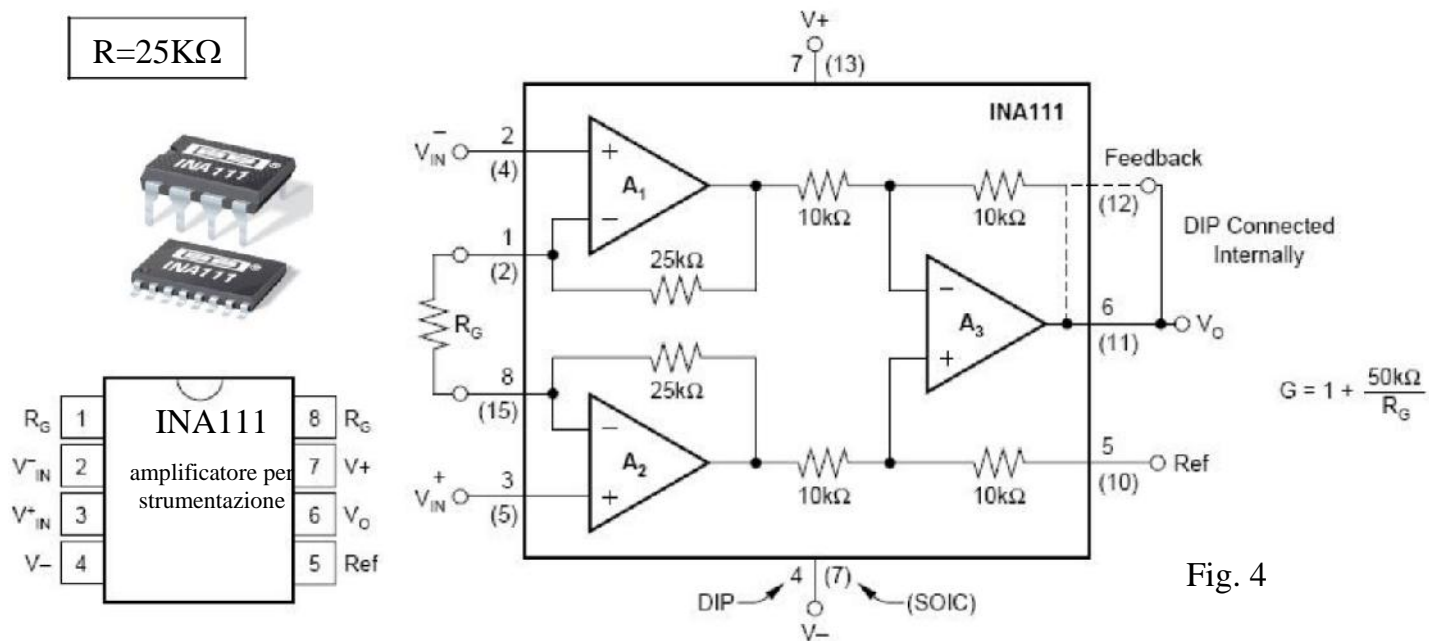 R=25KΩ
INA111
INA111
R_G 1
V⁻_IN 2
V⁺_IN 3
V– 4
INA111
amplificatore per
strumentazione
8 R_G
7 V+
6 V_O
5 Ref
V+
7 (13)
INA111
V⁻_IN
2
(4)
A₁
1
(2)
R_G
25kΩ
10kΩ
10kΩ
Feedback
(12)
DIP Connected
Internally
A₃
6
(11)
V_O
8
(15)
25kΩ
A₂
V⁺_IN
3
(5)
10kΩ
10kΩ
5
(10)
Ref
+
−
−
+
−
+
4 (7)
DIP
(SOIC)
V–
G = 1 + 50kΩ / R_G
Fig. 4